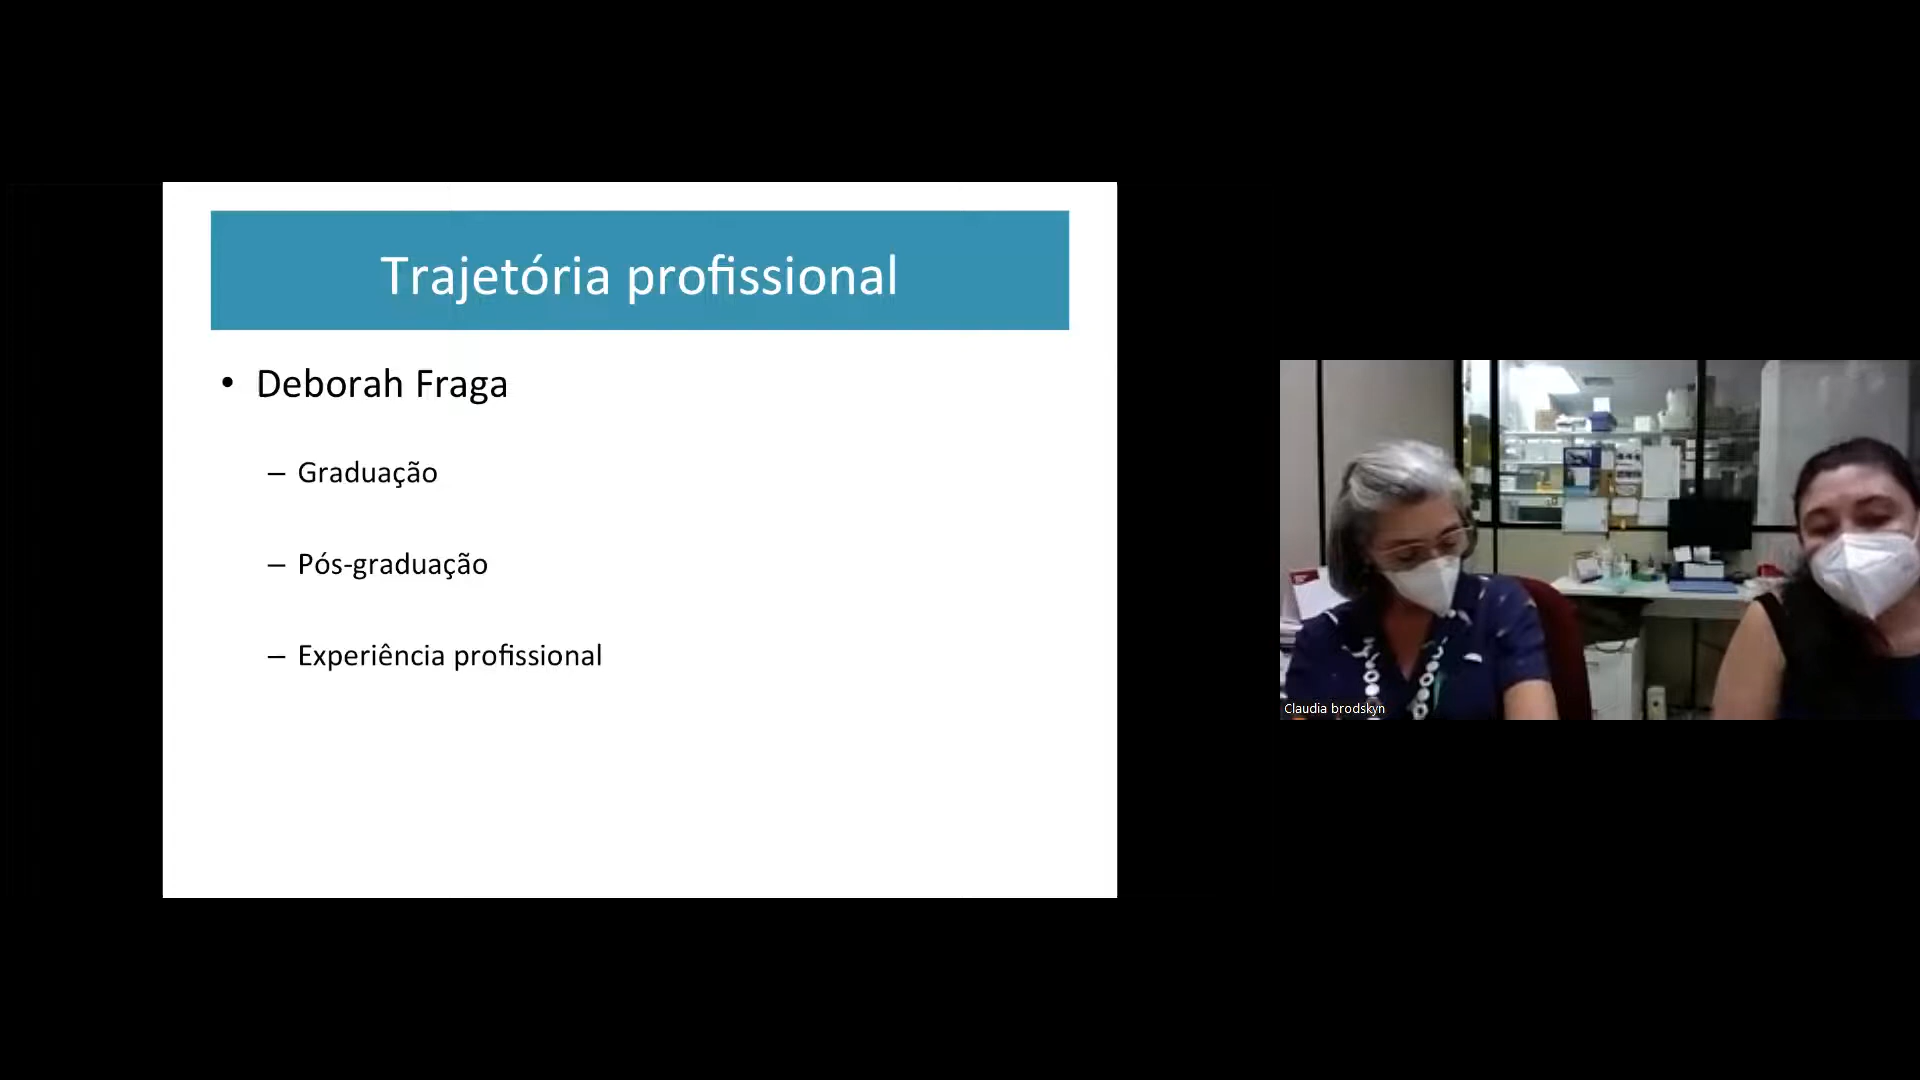 Trajetória profissional
• Deborah Fraga
– Graduação
– Pós-graduação
– Experiência profissional
Claudia brodskyn